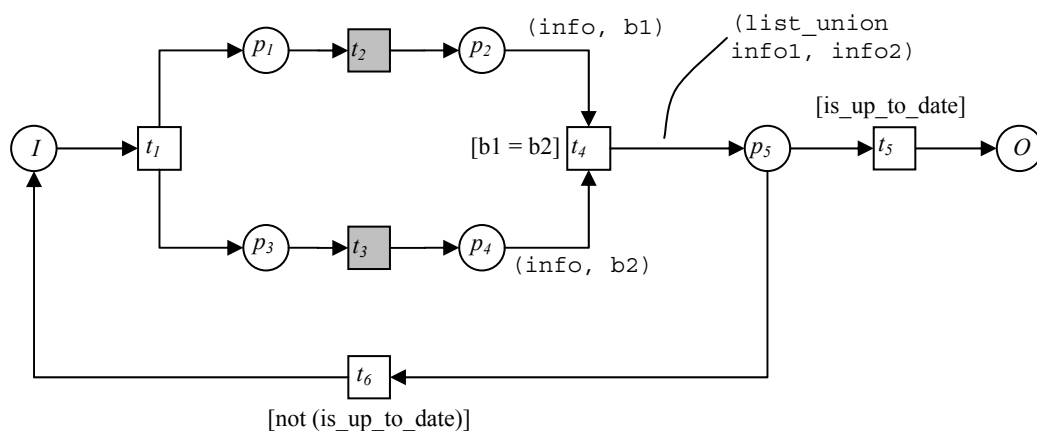 (info, b1)
(list_union
info1, info2)
p1
t2
p2
[is_up_to_date]
I
t1
[b1 = b2]
t4
p5
t5
O
p3
t3
p4
(info, b2)
t6
[not (is_up_to_date)]